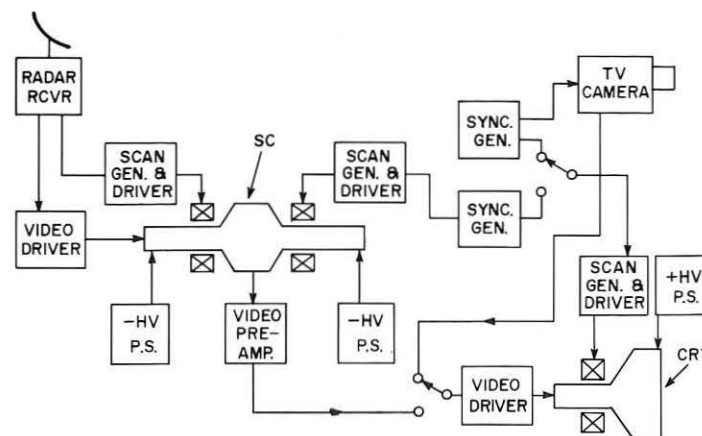 RADAR
RCVR
TV
CAMERA
SYNC.
GEN.
SC
SCAN
GEN. &
DRIVER
SCAN
GEN. &
DRIVER
SYNC.
GEN.
VIDEO
DRIVER
SCAN
GEN. &
DRIVER
+HV
P.S.
-HV
P.S.
VIDEO
PRE-
AMP.
-HV
P.S.
VIDEO
DRIVER